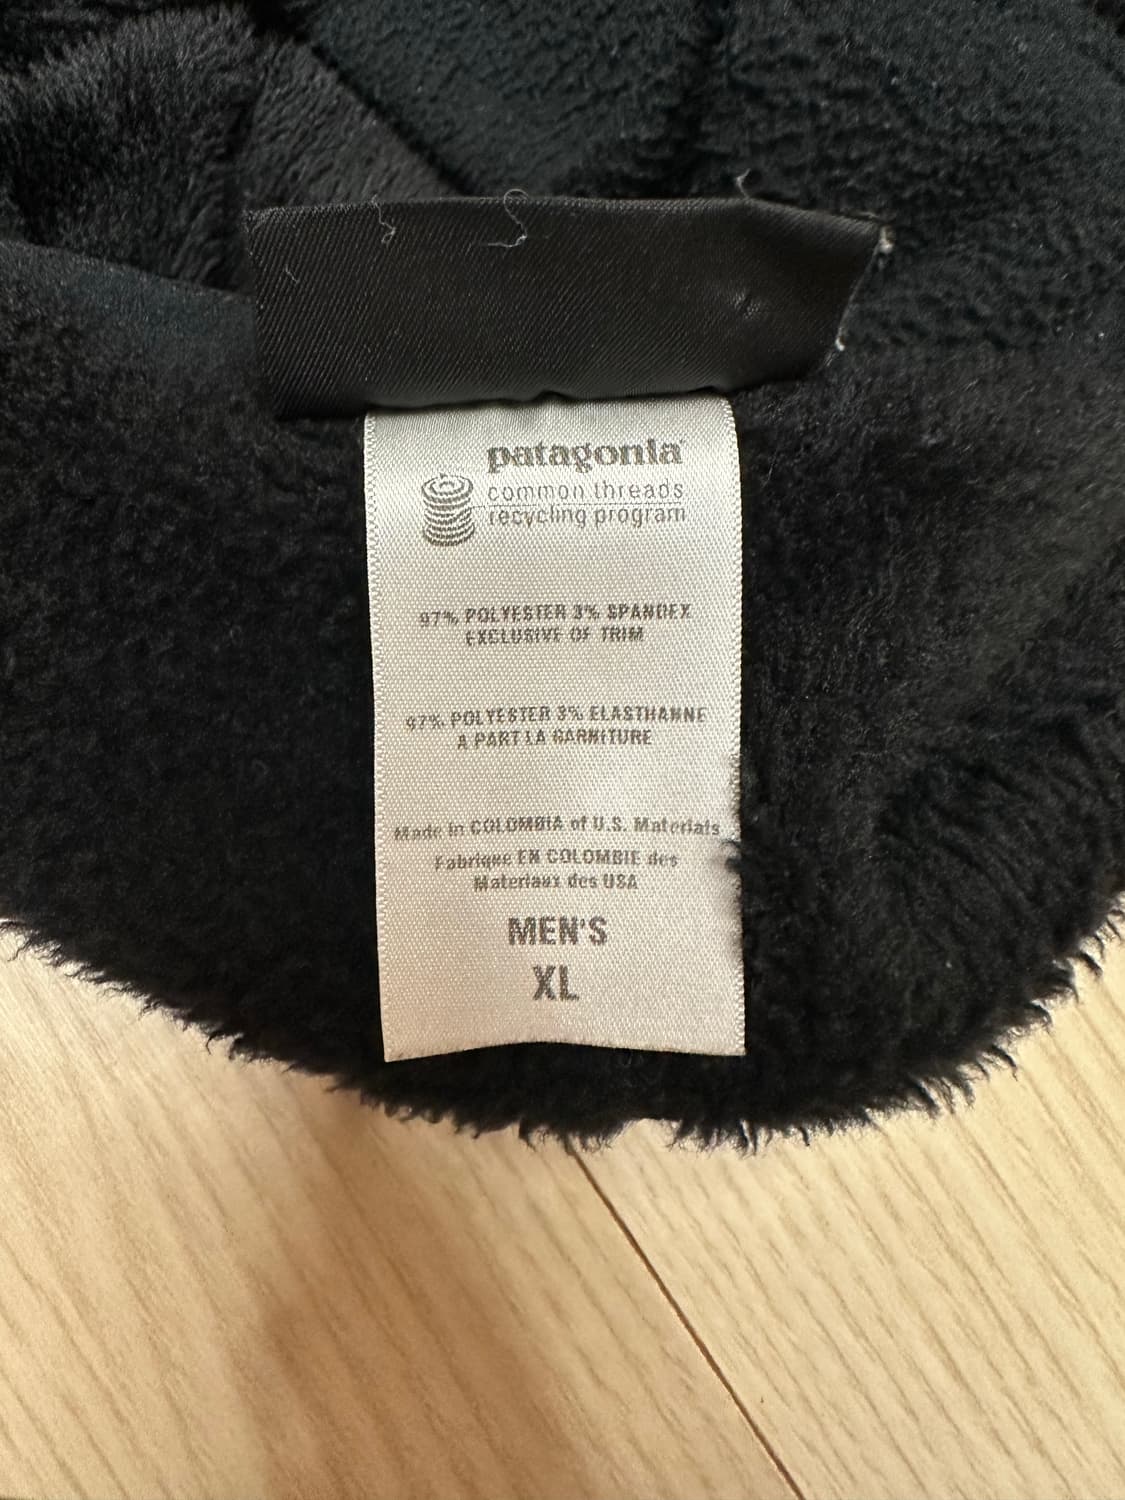 patagonia
common threads
recycling program
97% POLYESTER 3% SPANDEX
EXCLUSIVE OF TRIM
97% POLYESTER 3% ELASTHANNE
A PART LA GARNITURE
Made in COLOMBIA of U.S. Materials
Fabrique EN COLOMBIE des
Materiaux des USA
MEN'S
XL